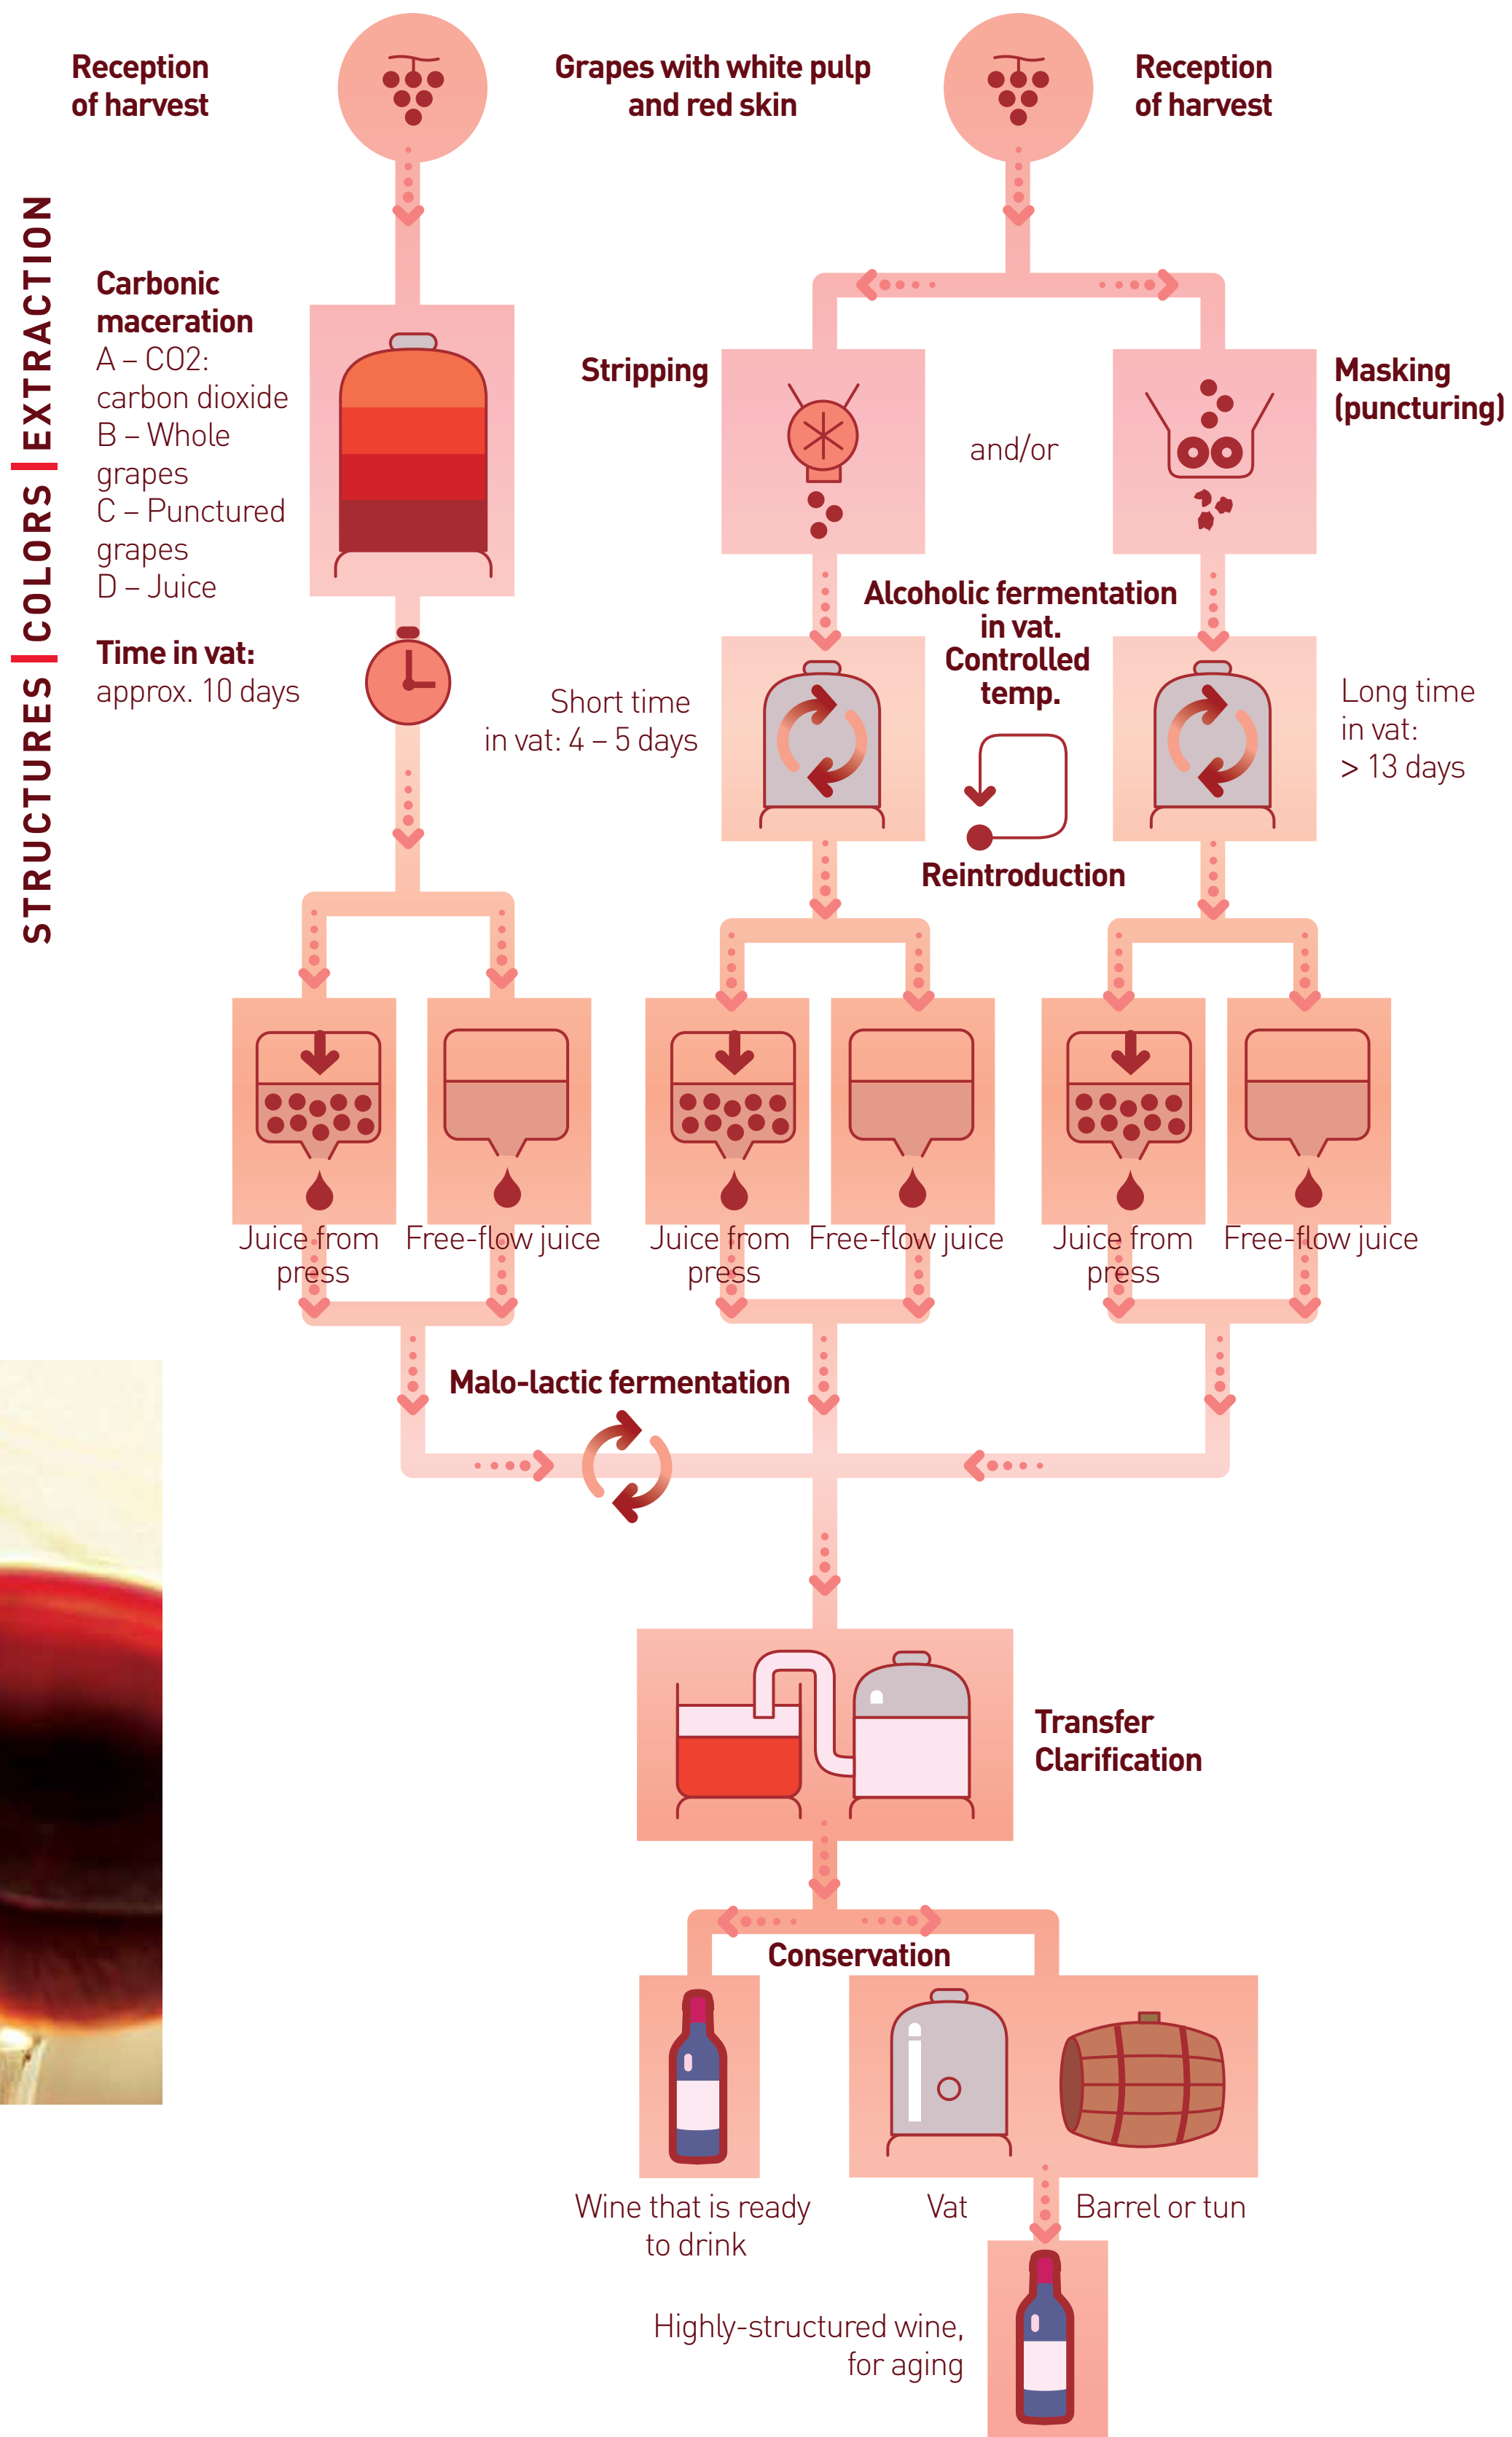 Reception
of harvest
Grapes with white pulp
and red skin
Reception
of harvest
STRUCTURES | COLORS | EXTRACTION
Carbonic
maceration
A – CO2:
carbon dioxide
B – Whole
grapes
C – Punctured
grapes
D – Juice
Time in vat:
approx. 10 days
Stripping
and/or
Masking
(puncturing)
Alcoholic fermentation
in vat.
Controlled
temp.
Short time
in vat: 4 – 5 days
Long time
in vat:
> 13 days
Reintroduction
Juice from
press
Free-flow juice
Juice from
press
Free-flow juice
Juice from
press
Free-flow juice
Malo-lactic fermentation
Transfer
Clarification
Conservation
Wine that is ready
to drink
Vat
Barrel or tun
Highly-structured wine,
for aging